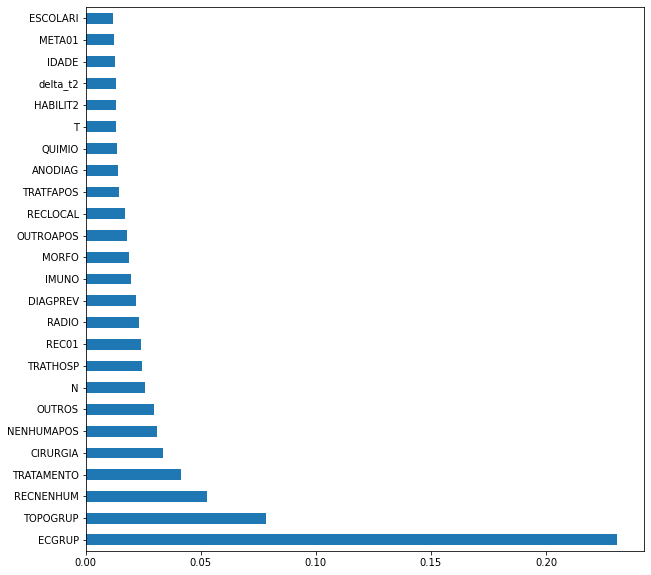 ESCOLARI
META01
IDADE
delta_t2
HABILIT2
T
QUIMIO
ANODIAG
TRATFAPOS
RECLOCAL
OUTROAPOS
MORFO
IMUNO
DIAGPREV
RADIO
REC01
TRATHOSP
N
OUTROS
NENHUMAPOS
CIRURGIA
TRATAMENTO
RECNENHUM
TOPOGRUP
ECGRUP
0.00 0.05 0.10 0.15 0.20